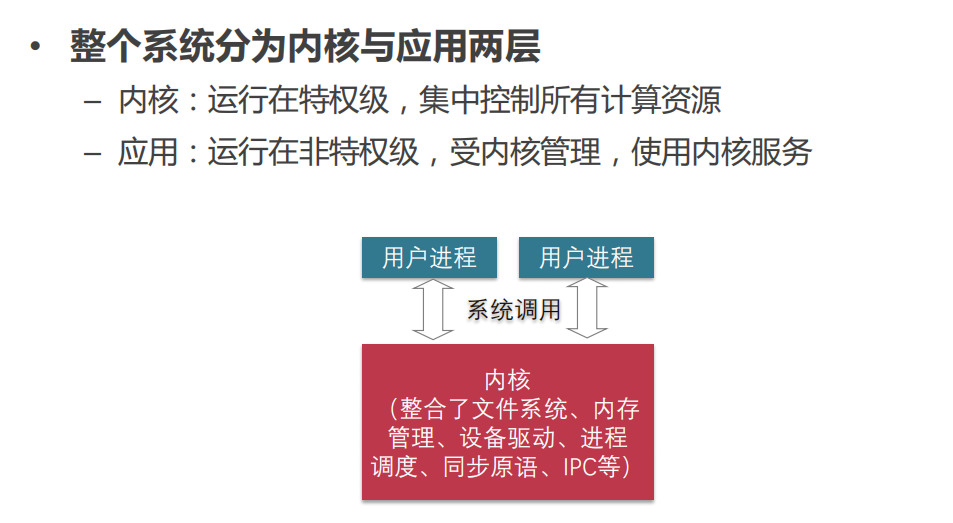 • 整个系统分为内核与应用两层
– 内核：运行在特权级，集中控制所有计算资源
– 应用：运行在非特权级，受内核管理，使用内核服务
用户进程 用户进程
系统调用
内核
（整合了文件系统、内存
管理、设备驱动、进程
调度、同步原语、IPC等）